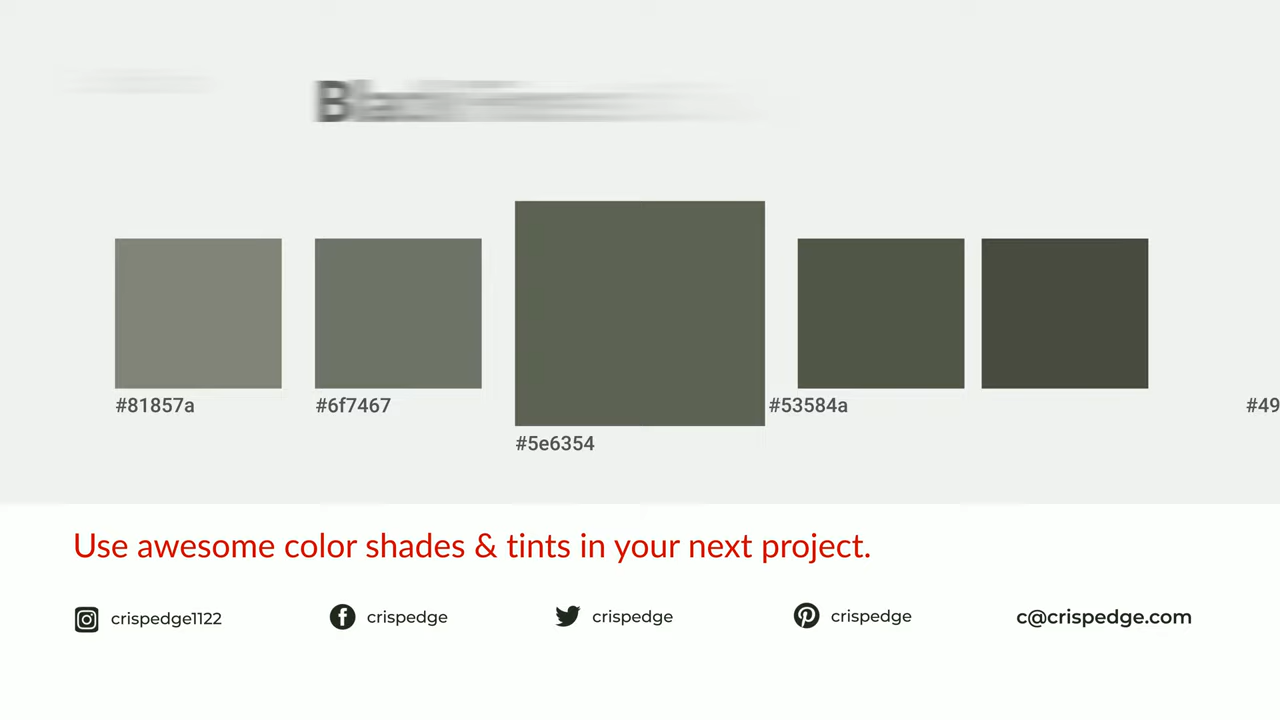 #81857a
#6f7467
#5e6354
#53584a
#49
Use awesome color shades & tints in your next project.
crispedge1122
crispedge
crispedge
crispedge
c@crispedge.com